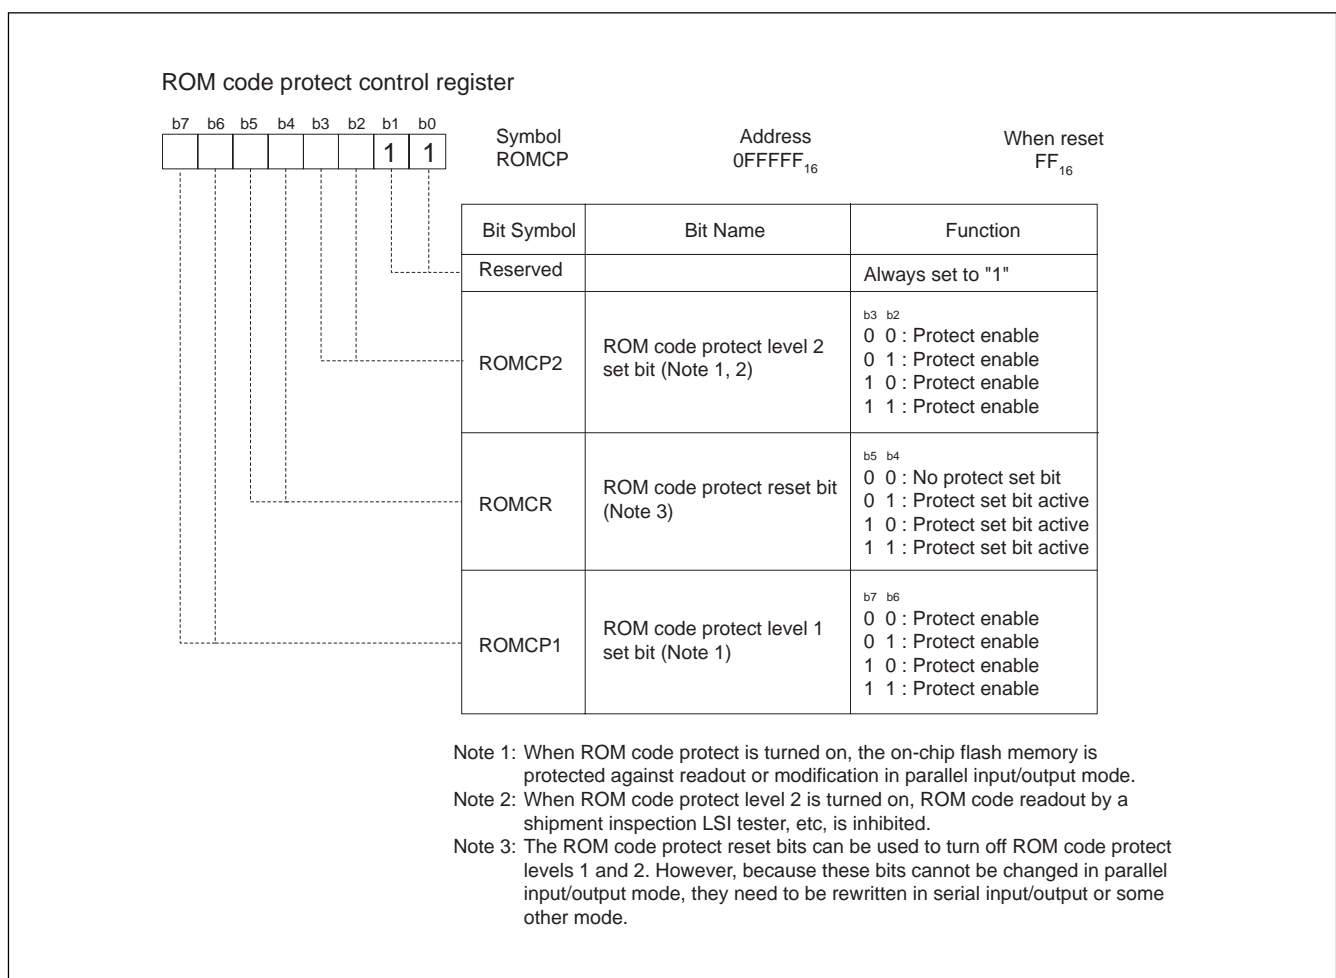 ROM code protect control register
b7 b6 b5 b4 b3 b2 b1 b0
1 1
Symbol Address When reset
ROMCP 0FFFFF16 FF16
Bit Symbol Bit Name Function
Reserved Always set to "1"
ROMCP2
ROM code protect level 2
set bit (Note 1, 2)
b3 b2
0 0 : Protect enable
0 1 : Protect enable
1 0 : Protect enable
1 1 : Protect enable
ROMCR
ROM code protect reset bit
(Note 3)
b5 b4
0 0 : No protect set bit
0 1 : Protect set bit active
1 0 : Protect set bit active
1 1 : Protect set bit active
ROMCP1
ROM code protect level 1
set bit (Note 1)
b7 b6
0 0 : Protect enable
0 1 : Protect enable
1 0 : Protect enable
1 1 : Protect enable
Note 1: When ROM code protect is turned on, the on-chip flash memory is
protected against readout or modification in parallel input/output mode.
Note 2: When ROM code protect level 2 is turned on, ROM code readout by a
shipment inspection LSI tester, etc, is inhibited.
Note 3: The ROM code protect reset bits can be used to turn off ROM code protect
levels 1 and 2. However, because these bits cannot be changed in parallel
input/output mode, they need to be rewritten in serial input/output or some
other mode.